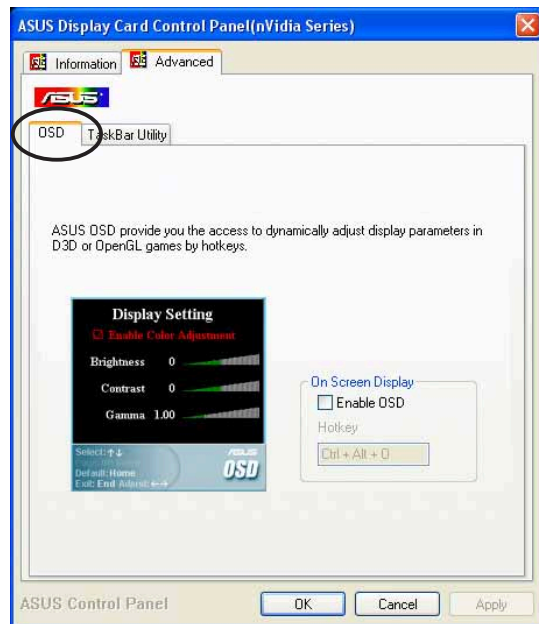 ASUS Display Card Control Panel(nVidia Series)
Information
Advanced
ASUS
OSD
TaskBar Utility
ASUS OSD provide you the access to dynamically adjust display parameters in
D3D or OpenGL games by hotkeys.
Display Setting
Enable Color Adjustment
Brightness 0
Contrast 0
Gamma 1.00
Select:↑↓
Default:Home
Exit: End Adjust:←→
ASUS
OSD
On Screen Display
Enable OSD
Hotkey
Ctrl + Alt + O
ASUS Control Panel
OK
Cancel
Apply